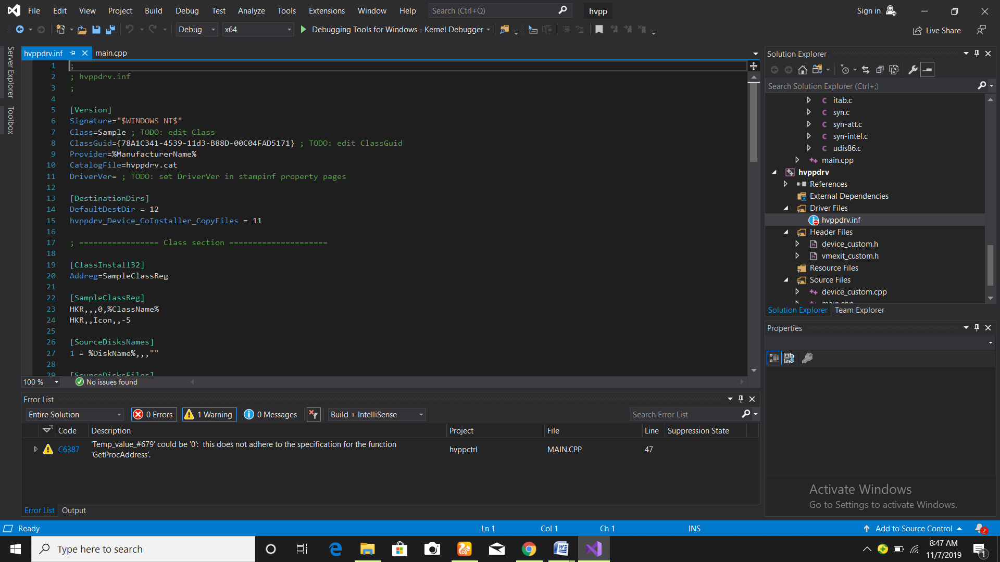 File Edit View Project Build Debug Test Analyze Tools Extensions Window Help Search (Ctrl+Q) hvpp Sign in
Debug x64 Debugging Tools for Windows - Kernel Debugger Live Share
Server Explorer
Toolbox
hvppdrv.inf main.cpp
1 ;
2 ; hvppdrv.inf
3 ;
4
5 [Version]
6 Signature="$WINDOWS NT$"
7 Class=Sample ; TODO: edit Class
8 ClassGuid={78A1C341-4539-11d3-B88D-00C04FAD5171} ; TODO: edit ClassGuid
9 Provider=%ManufacturerName%
10 CatalogFile=hvppdrv.cat
11 DriverVer= ; TODO: set DriverVer in stampinf property pages
12
13 [DestinationDirs]
14 DefaultDestDir = 12
15 hvppdrv_Device_CoInstaller_CopyFiles = 11
16
17 ; ================= Class section =====================
18
19 [ClassInstall32]
20 Addreg=SampleClassReg
21
22 [SampleClassReg]
23 HKR,,,0,%ClassName%
24 HKR,,Icon,,-5
25
26 [SourceDisksNames]
27 1 = %DiskName%,,,""
28
29 [SourceDisksFiles]
100 % No issues found
Solution Explorer
Search Solution Explorer (Ctrl+;)
itab.c
syn.c
syn-att.c
syn-intel.c
udis86.c
main.cpp
hvppdrv
References
External Dependencies
Driver Files
hvppdrv.inf
Header Files
device_custom.h
vmexit_custom.h
Resource Files
Source Files
device_custom.cpp
main.cpp
Solution Explorer Team Explorer
Properties
Error List
Entire Solution 0 Errors 1 Warning 0 Messages Build + IntelliSense Search Error List
Code Description Project File Line Suppression State
C6387 'Temp_value_#679' could be '0': this does not adhere to the specification for the function 'GetProcAddress'. hvppctrl MAIN.CPP 47
Error List Output
Activate Windows
Go to Settings to activate Windows.
Ready Ln 1 Col 1 Ch 1 INS Add to Source Control 2
Type here to search 8:47 AM
11/7/2019 1